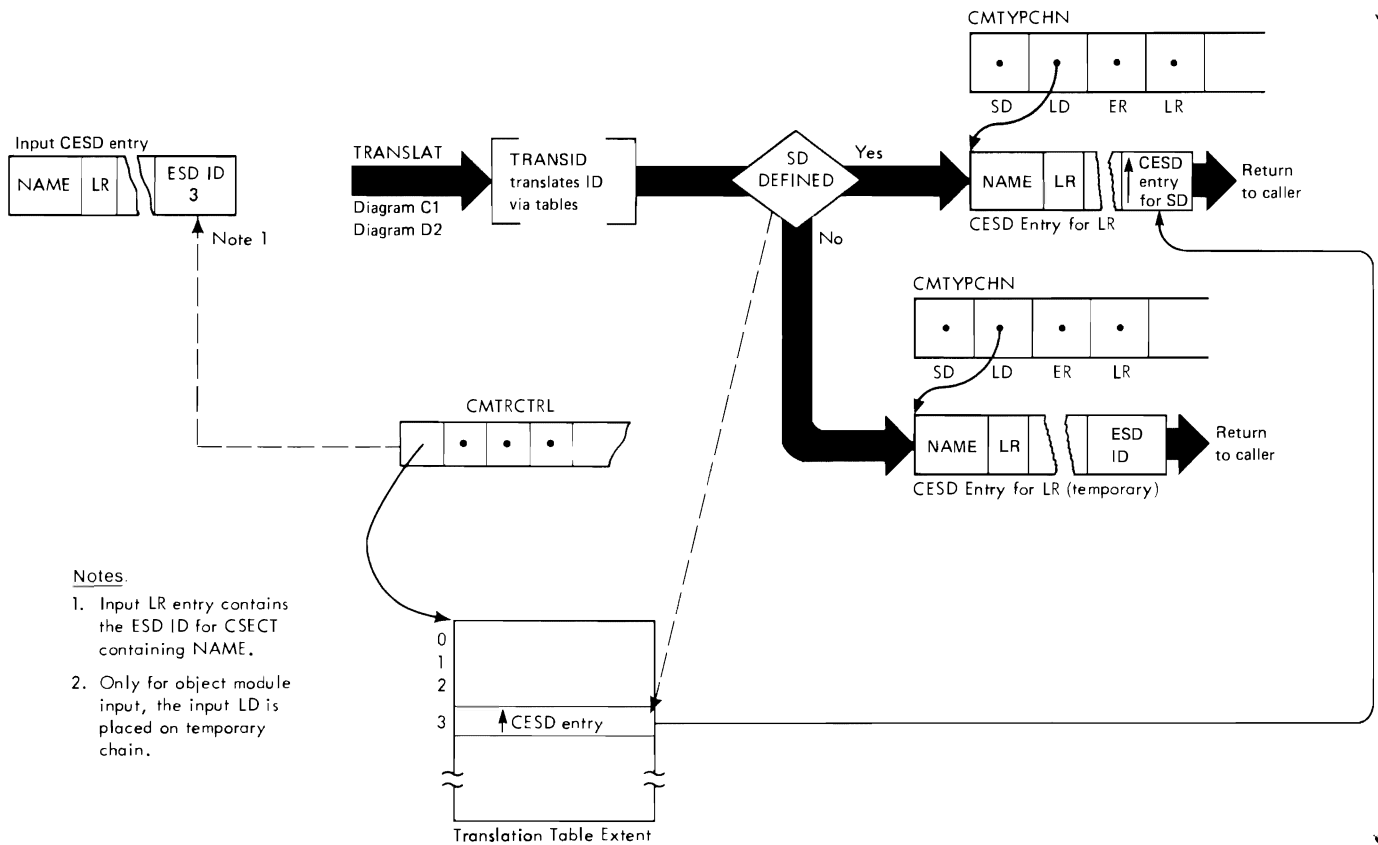 CMTYPCHN
SD LD ER LR
Input CESD entry
NAME LR ESD ID 3
Note 1
TRANSLAT
Diagram C1
Diagram D2
TRANSID
translates ID
via tables
SD
DEFINED
Yes
No
NAME LR CESD
entry
for SD
Return
to caller
CESD Entry for LR
CMTYPCHN
SD LD ER LR
NAME LR ESD
ID
Return
to caller
CESD Entry for LR (temporary)
CMTRCTRL
Notes.
1. Input LR entry contains
the ESD ID for CSECT
containing NAME.
2. Only for object module
input, the input LD is
placed on temporary
chain.
0
1
2
3 CESD entry
Translation Table Extent